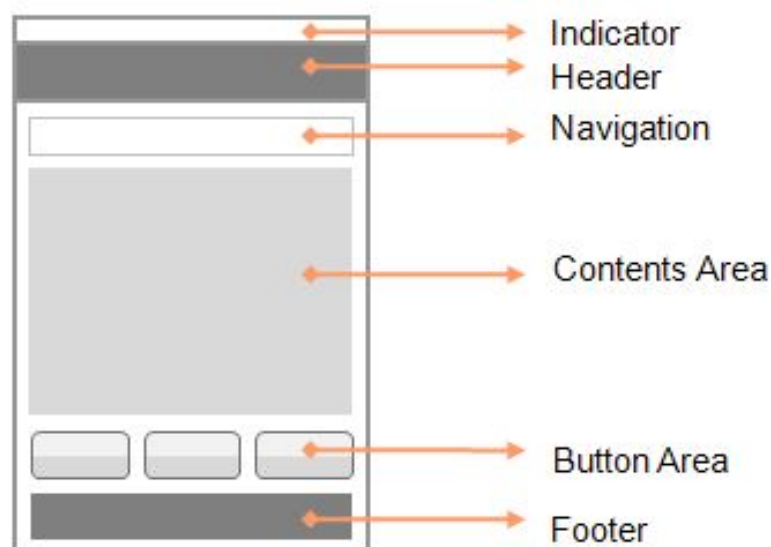 Indicator
Header
Navigation
Contents Area
Button Area
Footer